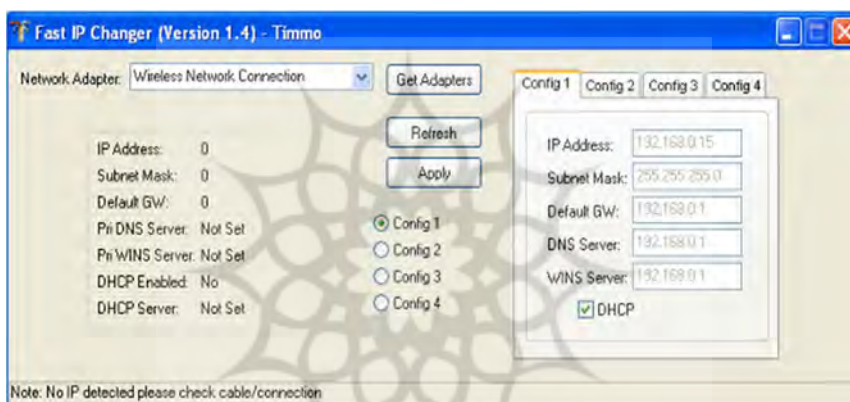 Fast IP Changer (Version 1.4) - Timmo
Network Adapter: Wireless Network Connection
Get Adapters
Refresh
Apply
IP Address: 0
Subnet Mask: 0
Default GW: 0
Pri DNS Server: Not Set
Pri WINS Server: Not Set
DHCP Enabled: No
DHCP Server: Not Set
Config 1
Config 2
Config 3
Config 4
Config 1 Config 2 Config 3 Config 4
IP Address: 192.168.0.15
Subnet Mask: 255.255.255.0
Default GW: 192.168.0.1
DNS Server: 192.168.0.1
WINS Server: 192.168.0.1
DHCP
Note: No IP detected please check cable/connection